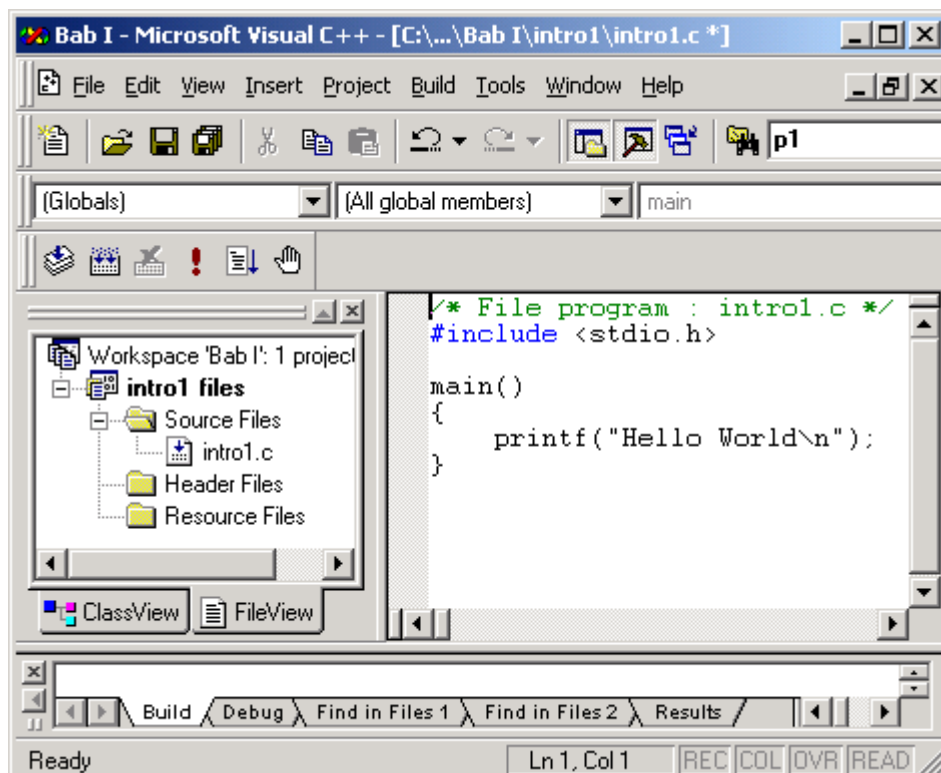 Bab I - Microsoft Visual C++ - [C:\...\Bab I\intro1\intro1.c *]
File Edit View Insert Project Build Tools Window Help
p1
(Globals) (All global members) main
Workspace 'Bab I': 1 project
intro1 files
Source Files
intro1.c
Header Files
Resource Files
ClassView FileView
/* File program : intro1.c */
#include <stdio.h>
main()
{
    printf("Hello World\n");
}
Build Debug Find in Files 1 Find in Files 2 Results
Ready Ln 1, Col 1 REC COL OVR READ